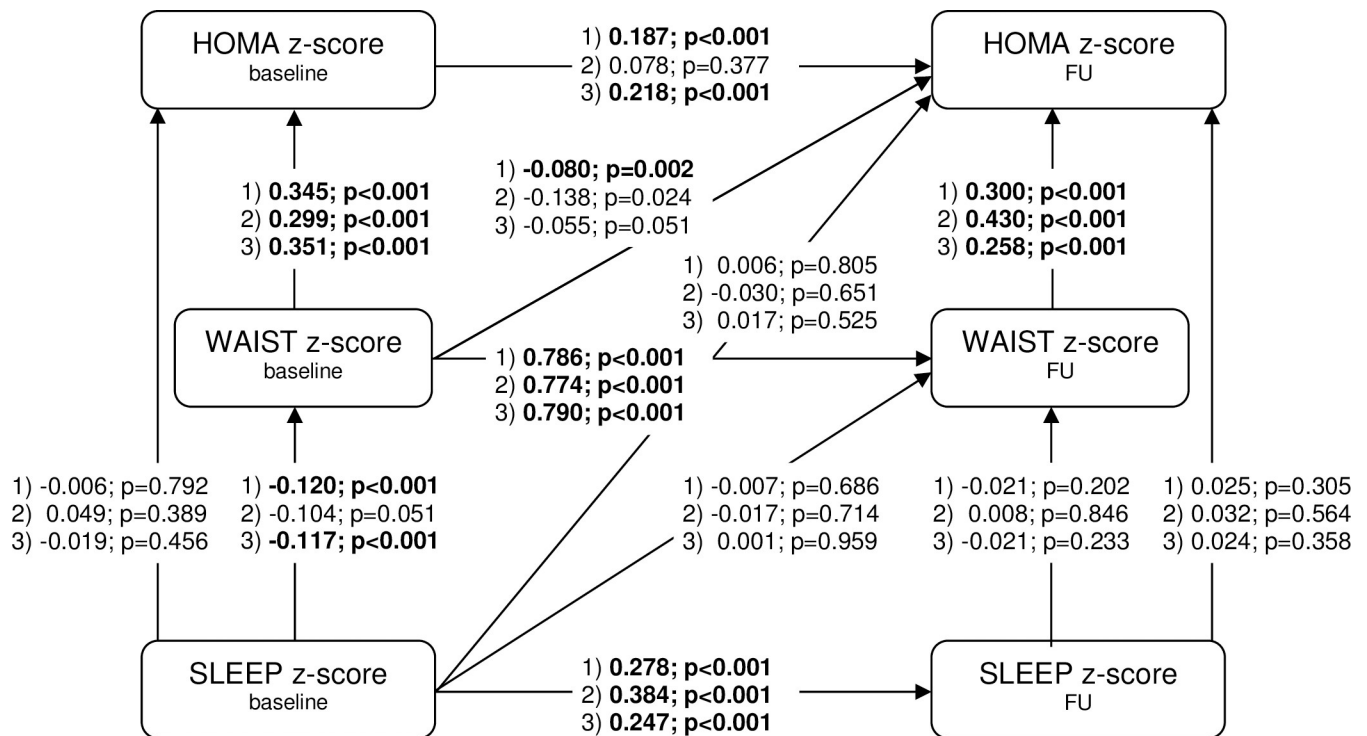 HOMA z-score
baseline
1) 0.187; p<0.001
2) 0.078; p=0.377
3) 0.218; p<0.001
HOMA z-score
FU
1) 0.345; p<0.001
2) 0.299; p<0.001
3) 0.351; p<0.001
1) -0.080; p=0.002
2) -0.138; p=0.024
3) -0.055; p=0.051
1) 0.300; p<0.001
2) 0.430; p<0.001
3) 0.258; p<0.001
1) 0.006; p=0.805
2) -0.030; p=0.651
3) 0.017; p=0.525
WAIST z-score
baseline
1) 0.786; p<0.001
2) 0.774; p<0.001
3) 0.790; p<0.001
WAIST z-score
FU
1) -0.006; p=0.792
2) 0.049; p=0.389
3) -0.019; p=0.456
1) -0.120; p<0.001
2) -0.104; p=0.051
3) -0.117; p<0.001
1) -0.007; p=0.686
2) -0.017; p=0.714
3) 0.001; p=0.959
1) -0.021; p=0.202
2) 0.008; p=0.846
3) -0.021; p=0.233
1) 0.025; p=0.305
2) 0.032; p=0.564
3) 0.024; p=0.358
SLEEP z-score
baseline
1) 0.278; p<0.001
2) 0.384; p<0.001
3) 0.247; p<0.001
SLEEP z-score
FU